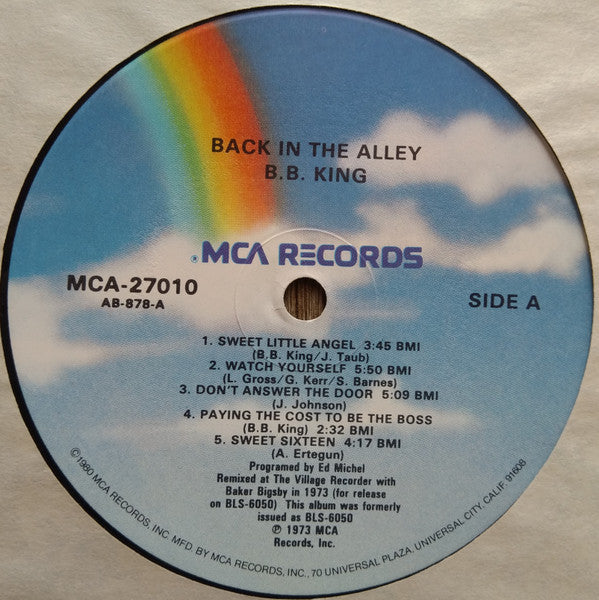 BACK IN THE ALLEY
B.B. KING
MCA RECORDS
MCA-27010
AB-878-A
SIDE A
1. SWEET LITTLE ANGEL 3:45 BMI
(B.B. King/J. Taub)
2. WATCH YOURSELF 5:50 BMI
(L. Gross/G. Kerr/S. Barnes)
3. DON'T ANSWER THE DOOR 5:09 BMI
(J. Johnson)
4. PAYING THE COST TO BE THE BOSS
(B.B. King) 2:32 BMI
5. SWEET SIXTEEN 4:17 BMI
(A. Ertegun)
Programed by Ed Michel
Remixed at The Village Recorder with
Baker Bigsby in 1973 (for release
on BLS-6050) This album was formerly
issued as BLS-6050
℗ 1973 MCA
Records, Inc.
©1980 MCA RECORDS, INC. MFD. BY MCA RECORDS, INC., 70 UNIVERSAL PLAZA, UNIVERSAL CITY, CALIF. 91608